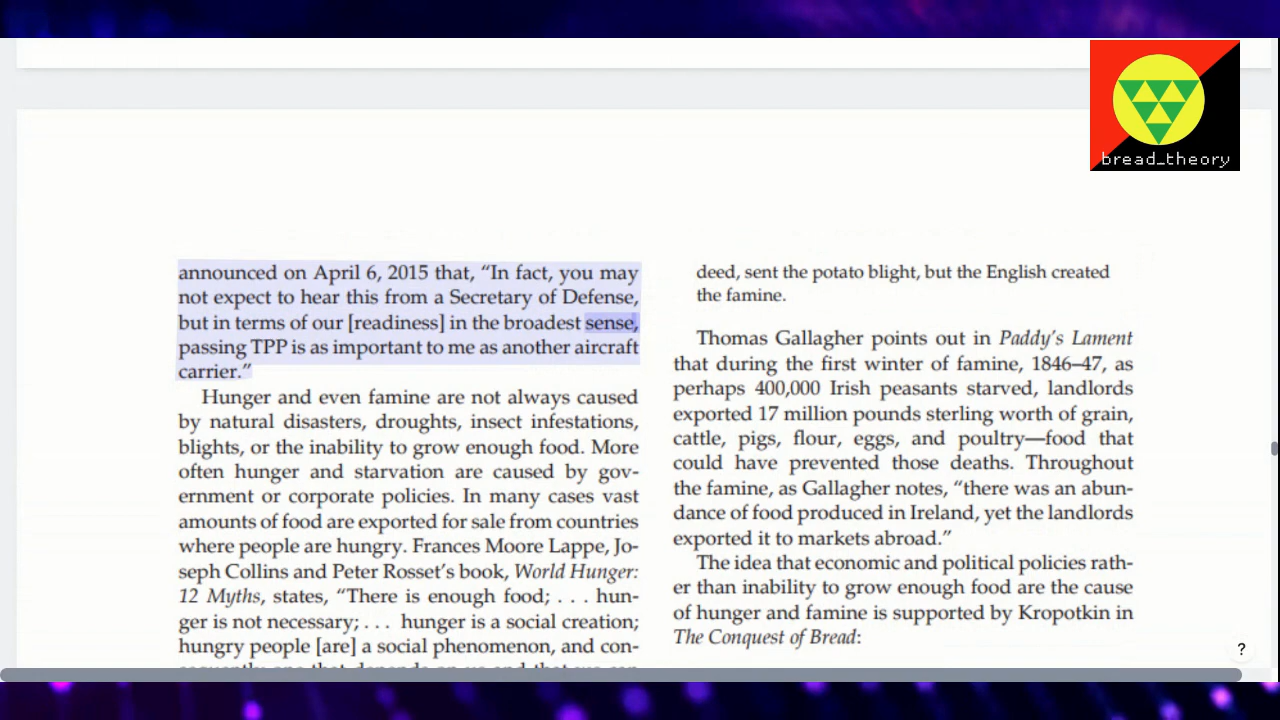 bread_theory
announced on April 6, 2015 that, “In fact, you may
not expect to hear this from a Secretary of Defense,
but in terms of our [readiness] in the broadest sense,
passing TPP is as important to me as another aircraft
carrier.”
Hunger and even famine are not always caused
by natural disasters, droughts, insect infestations,
blights, or the inability to grow enough food. More
often hunger and starvation are caused by gov-
ernment or corporate policies. In many cases vast
amounts of food are exported for sale from countries
where people are hungry. Frances Moore Lappe, Jo-
seph Collins and Peter Rosset’s book, World Hunger:
12 Myths, states, “There is enough food; . . . hun-
ger is not necessary; . . . hunger is a social creation;
hungry people [are] a social phenomenon, and con-
deed, sent the potato blight, but the English created
the famine.
Thomas Gallagher points out in Paddy’s Lament
that during the first winter of famine, 1846–47, as
perhaps 400,000 Irish peasants starved, landlords
exported 17 million pounds sterling worth of grain,
cattle, pigs, flour, eggs, and poultry—food that
could have prevented those deaths. Throughout
the famine, as Gallagher notes, “there was an abun-
dance of food produced in Ireland, yet the landlords
exported it to markets abroad.”
The idea that economic and political policies rath-
er than inability to grow enough food are the cause
of hunger and famine is supported by Kropotkin in
The Conquest of Bread:
?